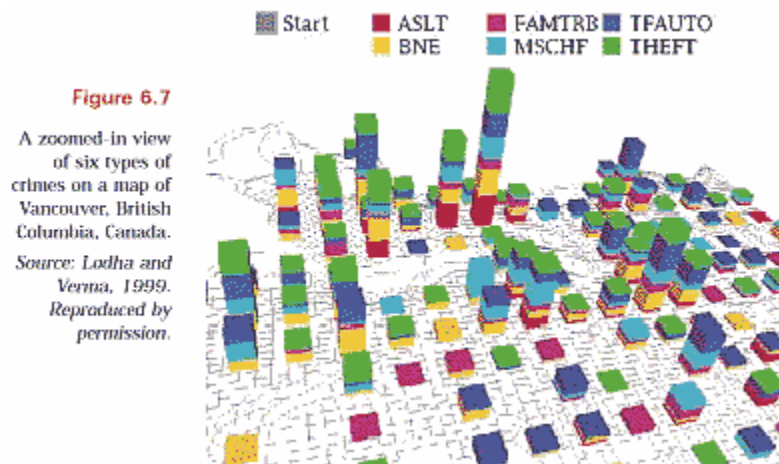 Start ASLT FAMTRB TFAUTO
BNE MSCHF THEFT
Figure 6.7
A zoomed-in view
of six types of
crimes on a map of
Vancouver, British
Columbia, Canada.
Source: Lodha and
Verma, 1999.
Reproduced by
permission.